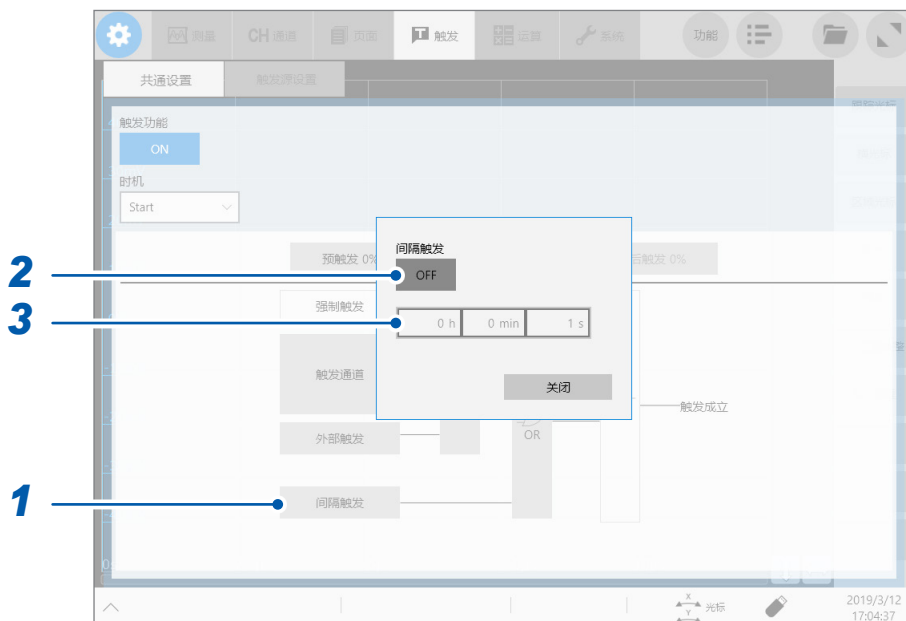 测量 CH 通道 页面 触发 运算 系统 功能
共通设置 触发源设置
触发功能
ON
时机
Start
间隔触发
2 OFF
预触发 0% 后触发 0%
3 0 h 0 min 1 s
强制触发
触发通道
关闭
触发成立
外部触发 OR
1 间隔触发
X
Y
光标
2019/3/12
17:04:37